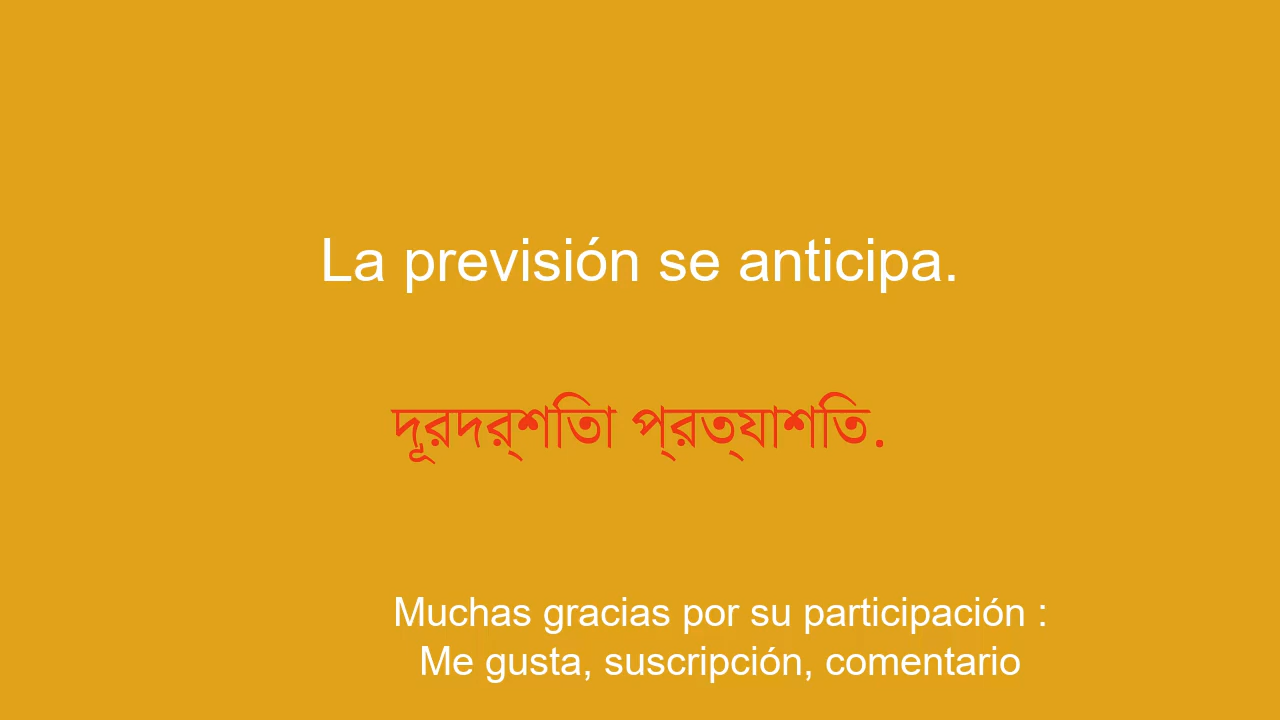 La previsión se anticipa.
দূরদর্শিতা প্রত্যাশিত.
Muchas gracias por su participación :
Me gusta, suscripción, comentario